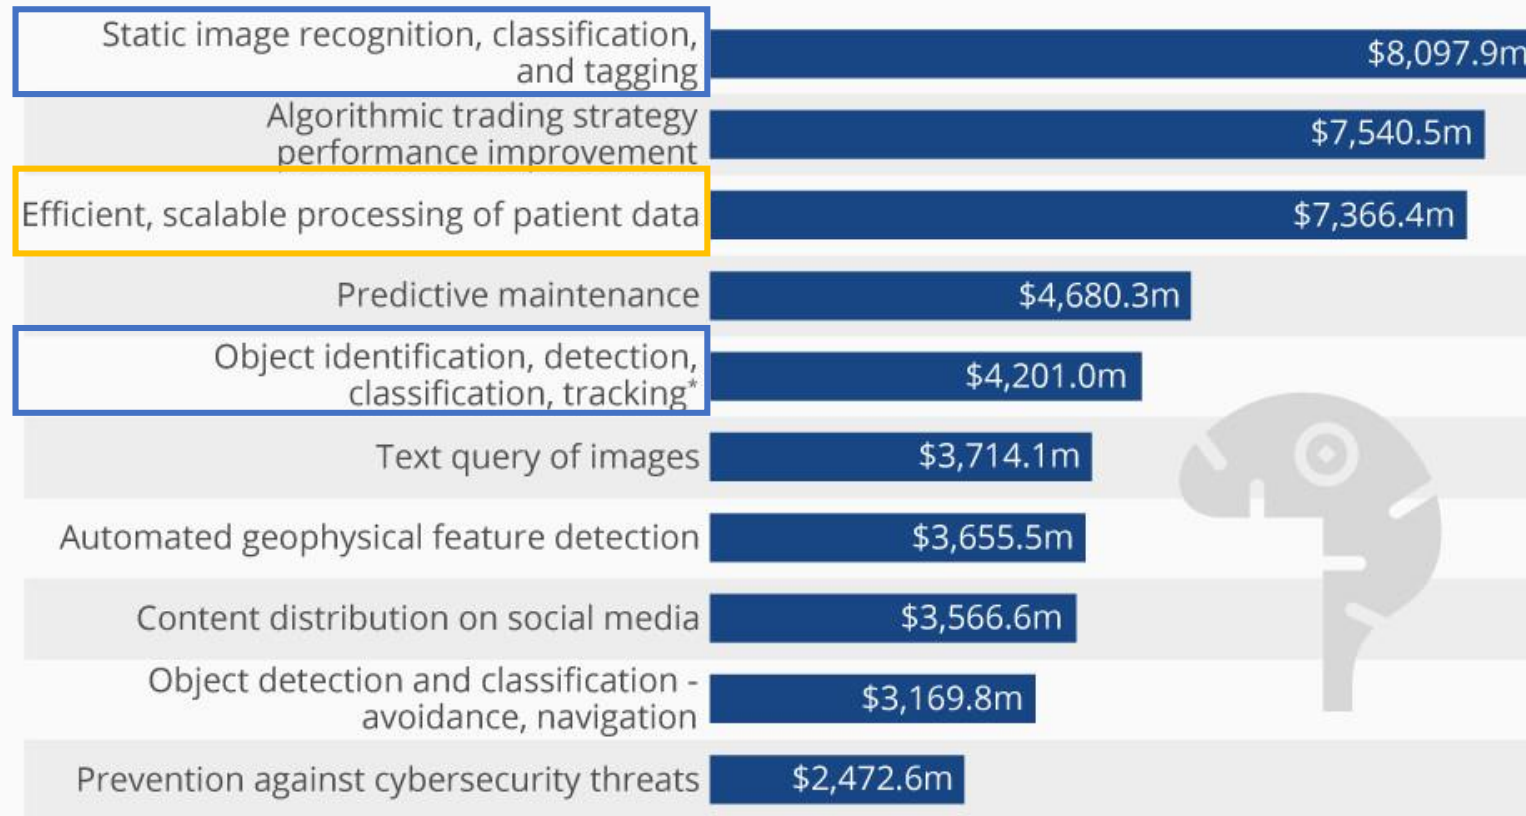 Static image recognition, classification,
and tagging
$8,097.9m
Algorithmic trading strategy
performance improvement
$7,540.5m
Efficient, scalable processing of patient data
$7,366.4m
Predictive maintenance
$4,680.3m
Object identification, detection,
classification, tracking*
$4,201.0m
Text query of images
$3,714.1m
Automated geophysical feature detection
$3,655.5m
Content distribution on social media
$3,566.6m
Object detection and classification -
avoidance, navigation
$3,169.8m
Prevention against cybersecurity threats
$2,472.6m